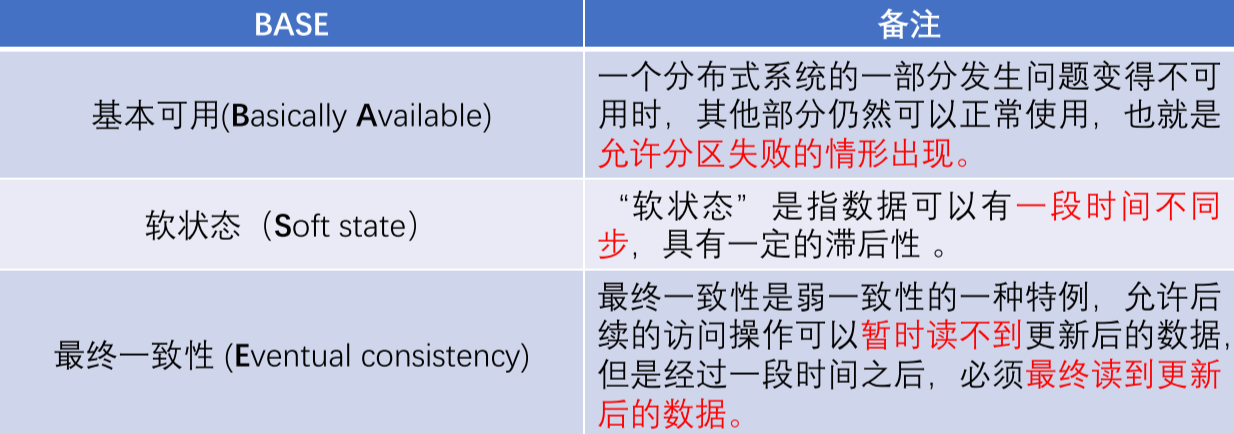 BASE
备注
基本可用(Basically Available)
一个分布式系统的一部分发生问题变得不可
用时，其他部分仍然可以正常使用，也就是
允许分区失败的情形出现。
软状态（Soft state）
“软状态”是指数据可以有一段时间不同
步，具有一定的滞后性 。
最终一致性 (Eventual consistency)
最终一致性是弱一致性的一种特例，允许后
续的访问操作可以暂时读不到更新后的数据,
但是经过一段时间之后，必须最终读到更新
后的数据。